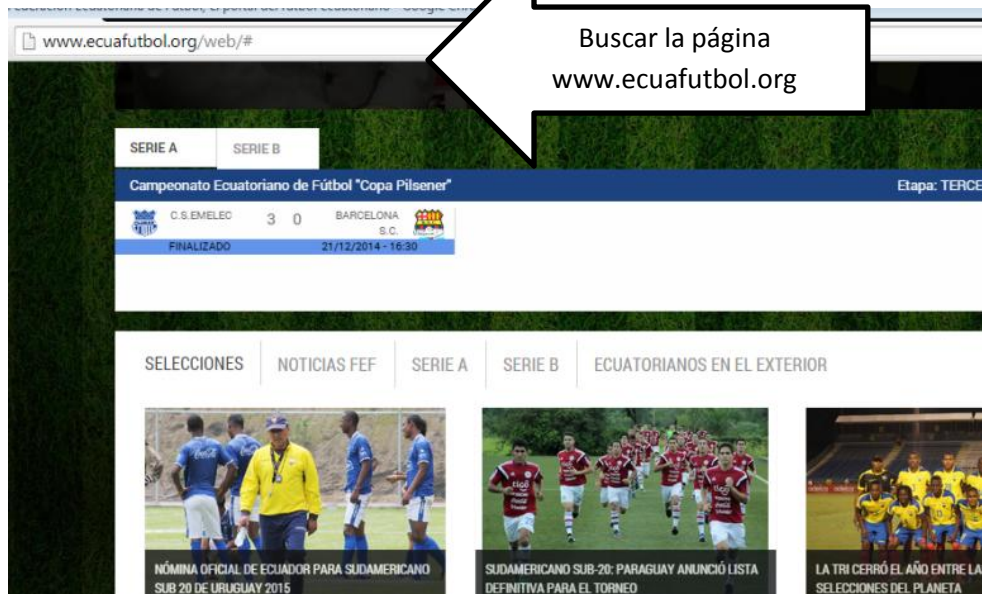 www.ecuafutbol.org/web/#
Buscar la página
www.ecuafutbol.org
SERIE A SERIE B
Campeonato Ecuatoriano de Fútbol "Copa Pilsener" Etapa: TERCE
C.S.EMELEC 3 0 BARCELONA
S.C.
FINALIZADO 21/12/2014 - 16:30
SELECCIONES NOTICIAS FEF SERIE A SERIE B ECUATORIANOS EN EL EXTERIOR
NÓMINA OFICIAL DE ECUADOR PARA SUDAMERICANO
SUB 20 DE URUGUAY 2015
SUDAMERICANO SUB-20: PARAGUAY ANUNCIÓ LISTA
DEFINITIVA PARA EL TORNEO
LA TRI CERRÓ EL AÑO ENTRE LA
SELECCIONES DEL PLANETA